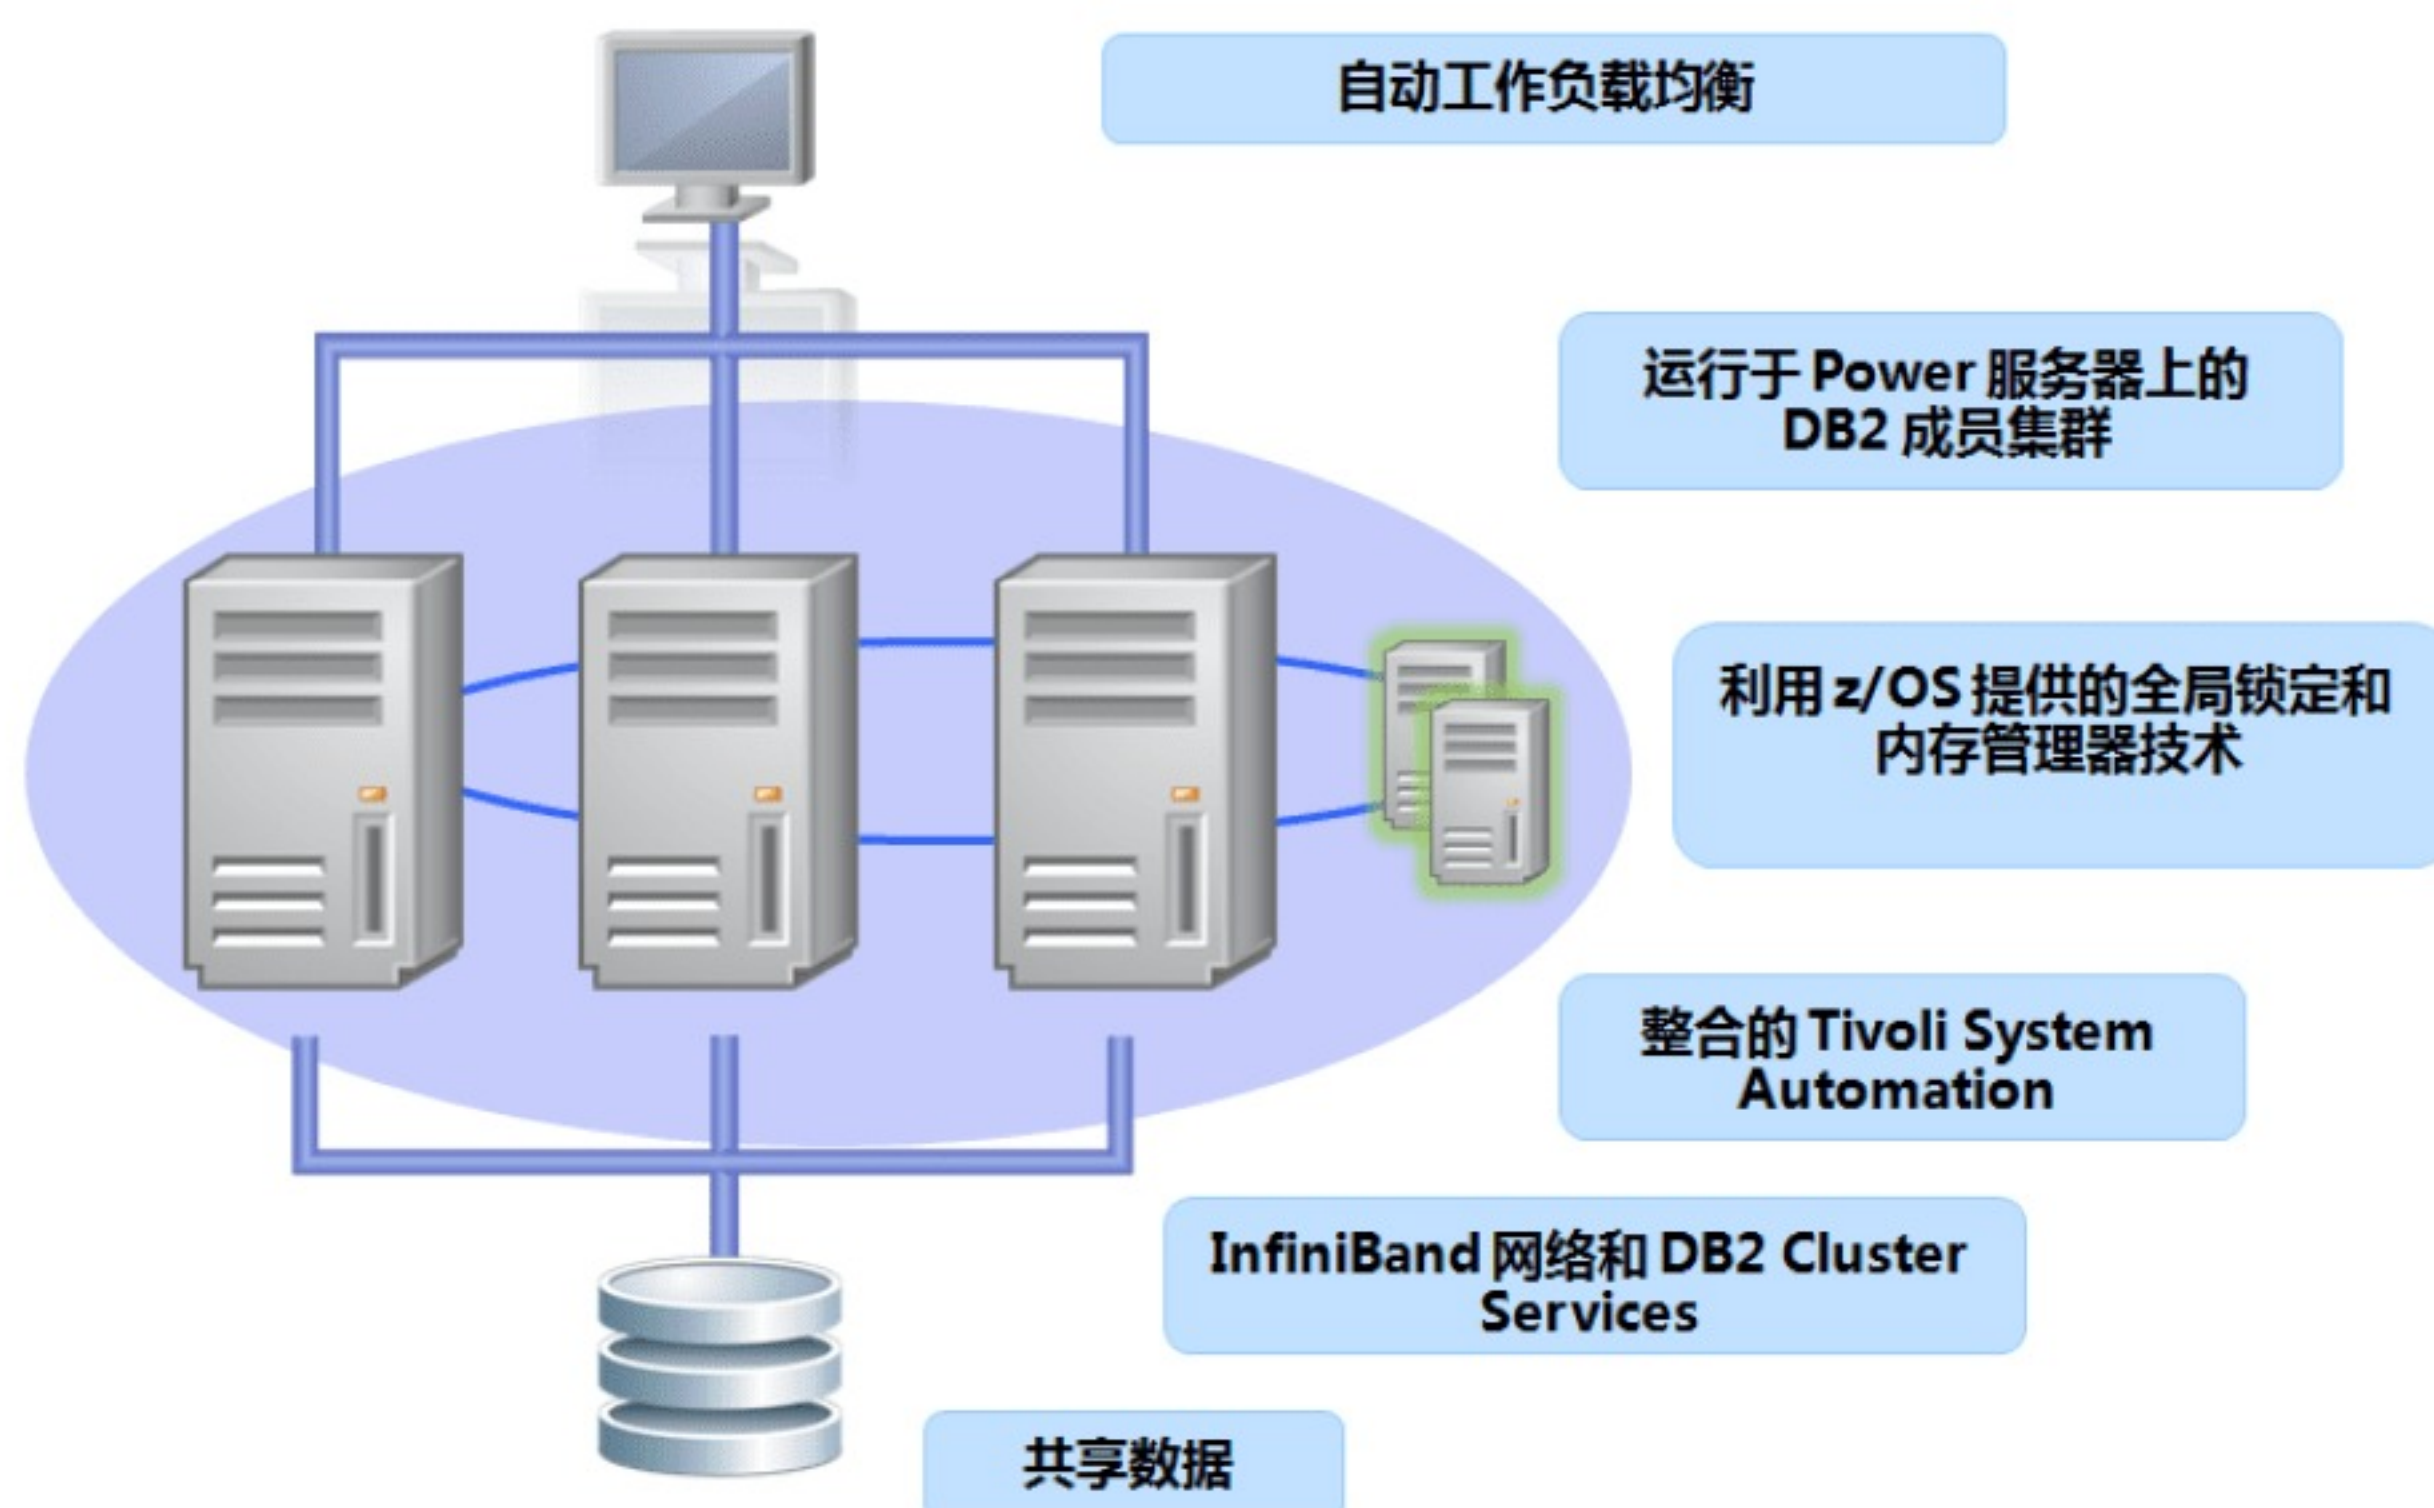 自动工作负载均衡
运行于 Power 服务器上的
DB2 成员集群
利用 z/OS 提供的全局锁定和
内存管理器技术
整合的 Tivoli System
Automation
InfiniBand 网络和 DB2 Cluster
Services
共享数据